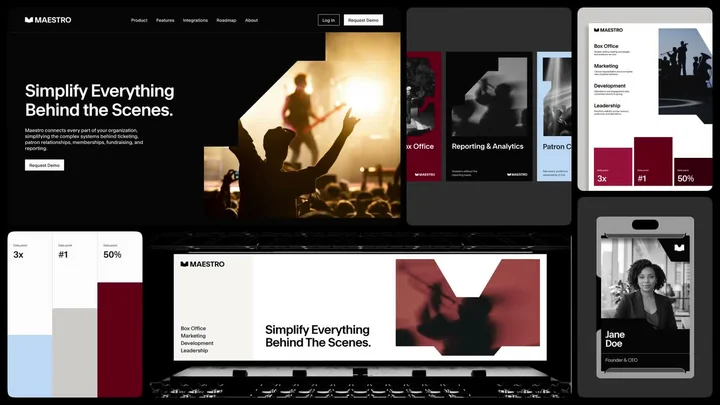 MAESTRO
Product
Features
Integrations
Roadmap
About
Log In
Request Demo
Simplify Everything
Behind the Scenes.
Maestro connects every part of your organization,
simplifying the complex systems behind ticketing,
patron relationships, memberships, fundraising, and
reporting.
Request Demo
x Office
MAESTRO
Reporting & Analytics
MAESTRO
Patron C
MAESTRO
Box Office
Marketing
Development
Leadership
3x
#1
50%
3x
#1
50%
MAESTRO
Box Office
Marketing
Development
Leadership
Simplify Everything
Behind The Scenes.
Jane
Doe
Founder & CEO